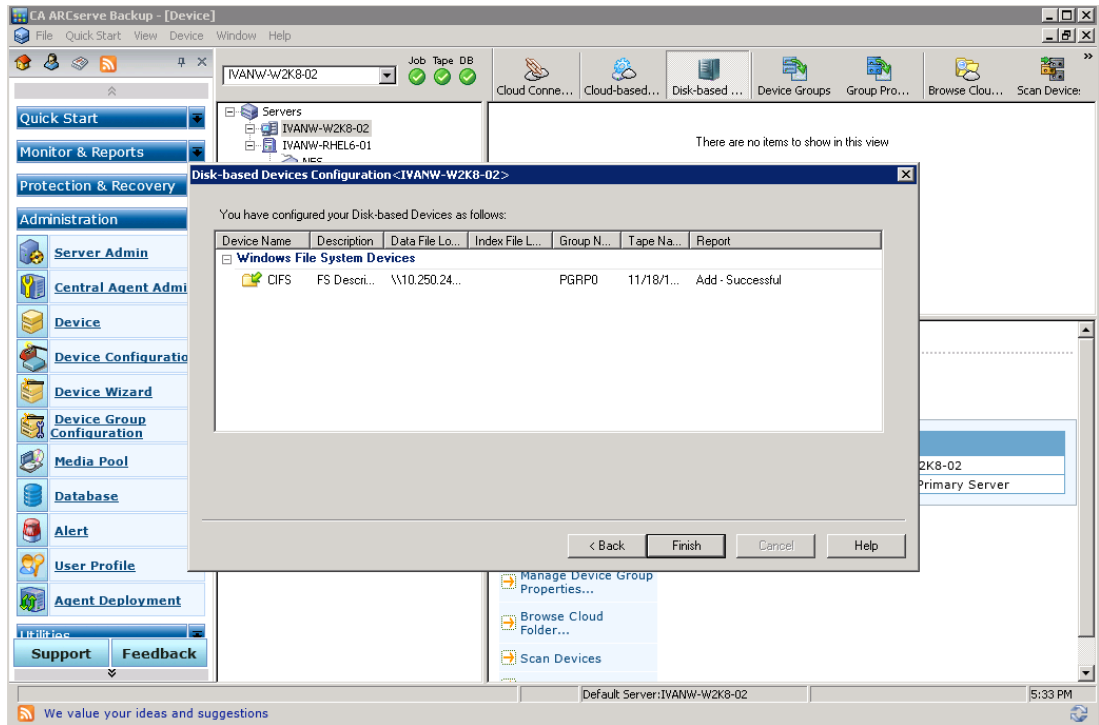 CA ARCserve Backup - [Device]
File Quick Start View Device Window Help
IVANW-W2K8-02
Job Tape DB
Cloud Conne... Cloud-based... Disk-based ... Device Groups Group Pro... Browse Clou... Scan Device:
Quick Start
Monitor & Reports
Protection & Recovery
Administration
Server Admin
Central Agent Admi
Device
Device Configuratio
Device Wizard
Device Group
Configuration
Media Pool
Database
Alert
User Profile
Agent Deployment
Utilities
Support Feedback
Servers
IVANW-W2K8-02
IVANW-RHEL6-01
NFS
There are no items to show in this view
Disk-based Devices Configuration<IVANW-W2K8-02>
You have configured your Disk-based Devices as follows:
Device Name Description Data File Lo... Index File L... Group N... Tape Na... Report
Windows File System Devices
CIFS FS Descri... \\10.250.24... PGRP0 11/18/1... Add - Successful
< Back Finish Cancel Help
2K8-02
Primary Server
Manage Device Group
Properties...
Browse Cloud
Folder...
Scan Devices
Default Server:IVANW-W2K8-02
5:33 PM
We value your ideas and suggestions